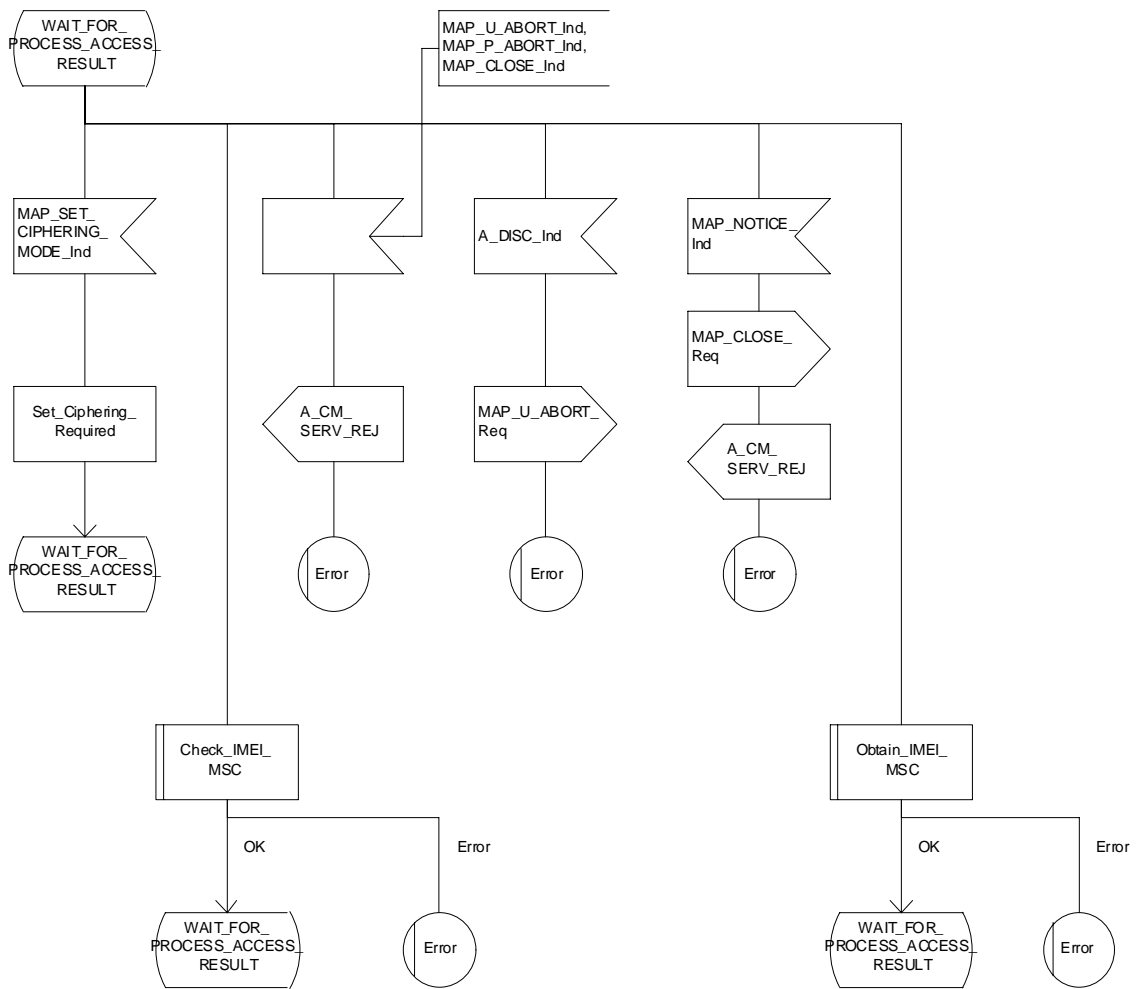 WAIT_FOR_
PROCESS_ACCESS_
RESULT
MAP_U_ABORT_Ind,
MAP_P_ABORT_Ind,
MAP_CLOSE_Ind
MAP_SET_
CIPHERING_
MODE_Ind
A_DISC_Ind
MAP_NOTICE_
Ind
MAP_CLOSE_
Req
Set_Ciphering_
Required
A_CM_
SERV_REJ
MAP_U_ABORT_
Req
A_CM_
SERV_REJ
WAIT_FOR_
PROCESS_ACCESS_
RESULT
Error
Error
Error
Check_IMEI_
MSC
Obtain_IMEI_
MSC
OK
Error
OK
Error
WAIT_FOR_
PROCESS_ACCESS_
RESULT
Error
WAIT_FOR_
PROCESS_ACCESS_
RESULT
Error